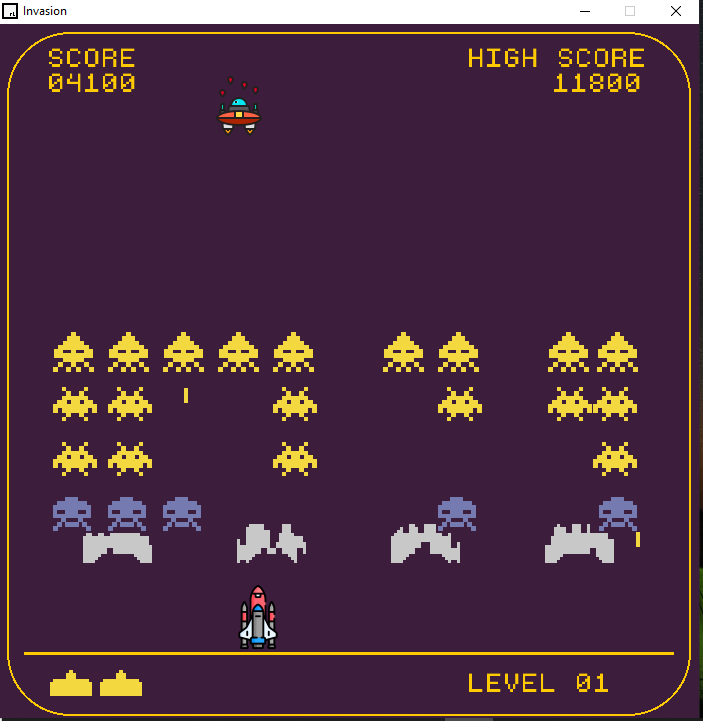 Invasion
SCORE
04100
HIGH SCORE
11800
LEVEL 01